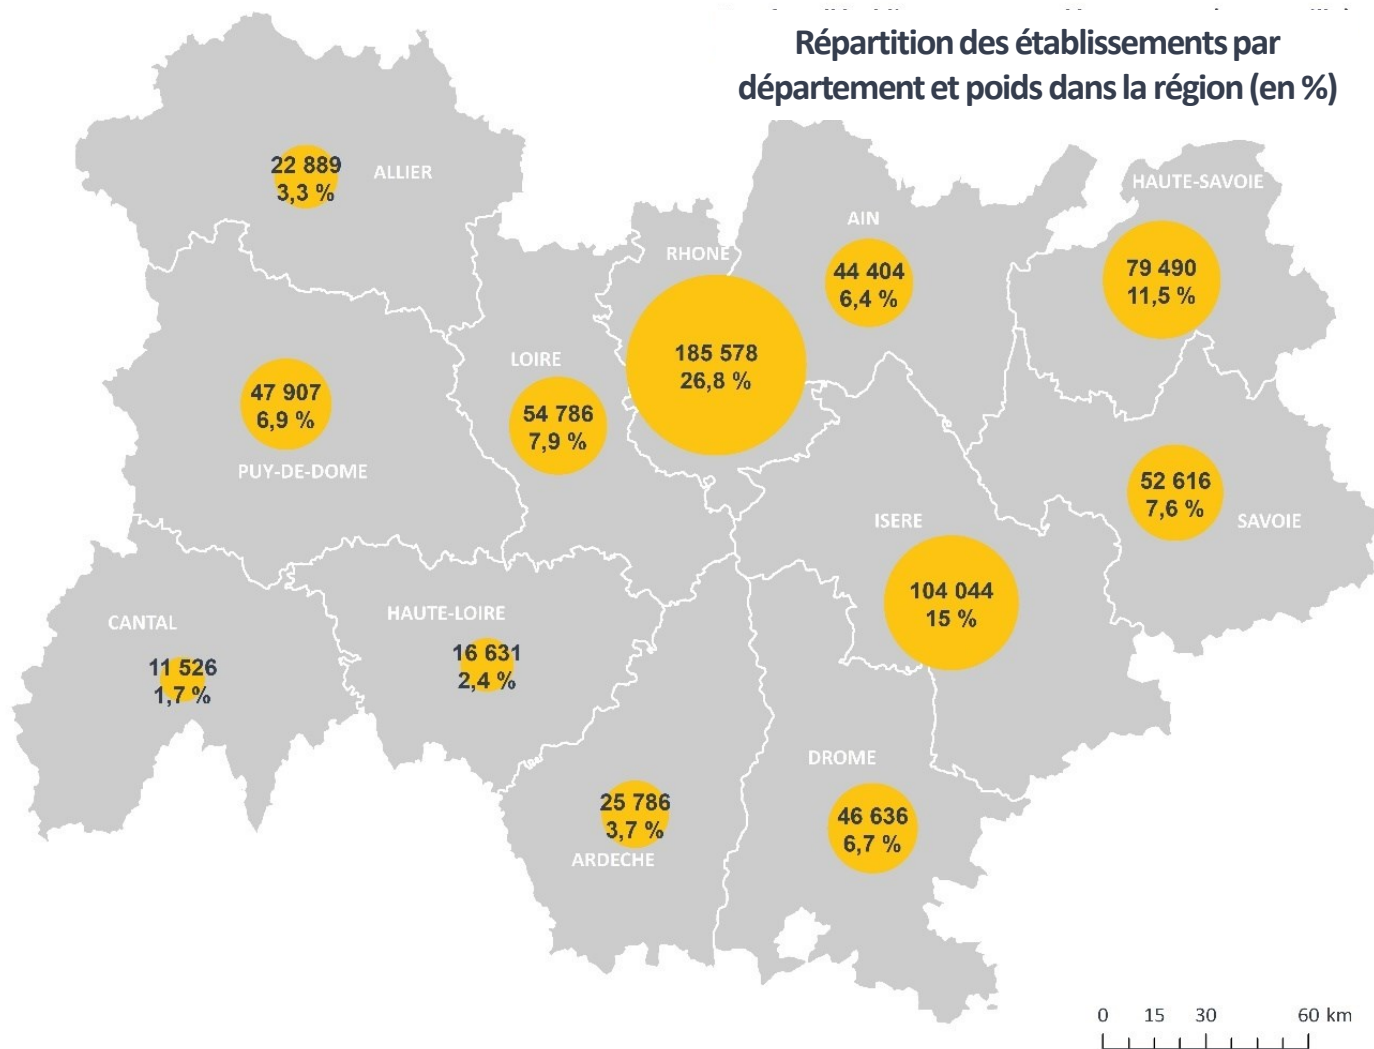 Répartition des établissements par
département et poids dans la région (en %)
22 889
3,3 %
ALLIER
HAUTE-SAVOIE
79 490
11,5 %
AIN
44 404
6,4 %
RHONE
185 578
26,8 %
LOIRE
54 786
7,9 %
47 907
6,9 %
PUY-DE-DOME
52 616
7,6 %
SAVOIE
ISERE
104 044
15 %
CANTAL
11 526
1,7 %
HAUTE-LOIRE
16 631
2,4 %
DROME
46 636
6,7 %
25 786
3,7 %
ARDECHE
0 15 30 60 km